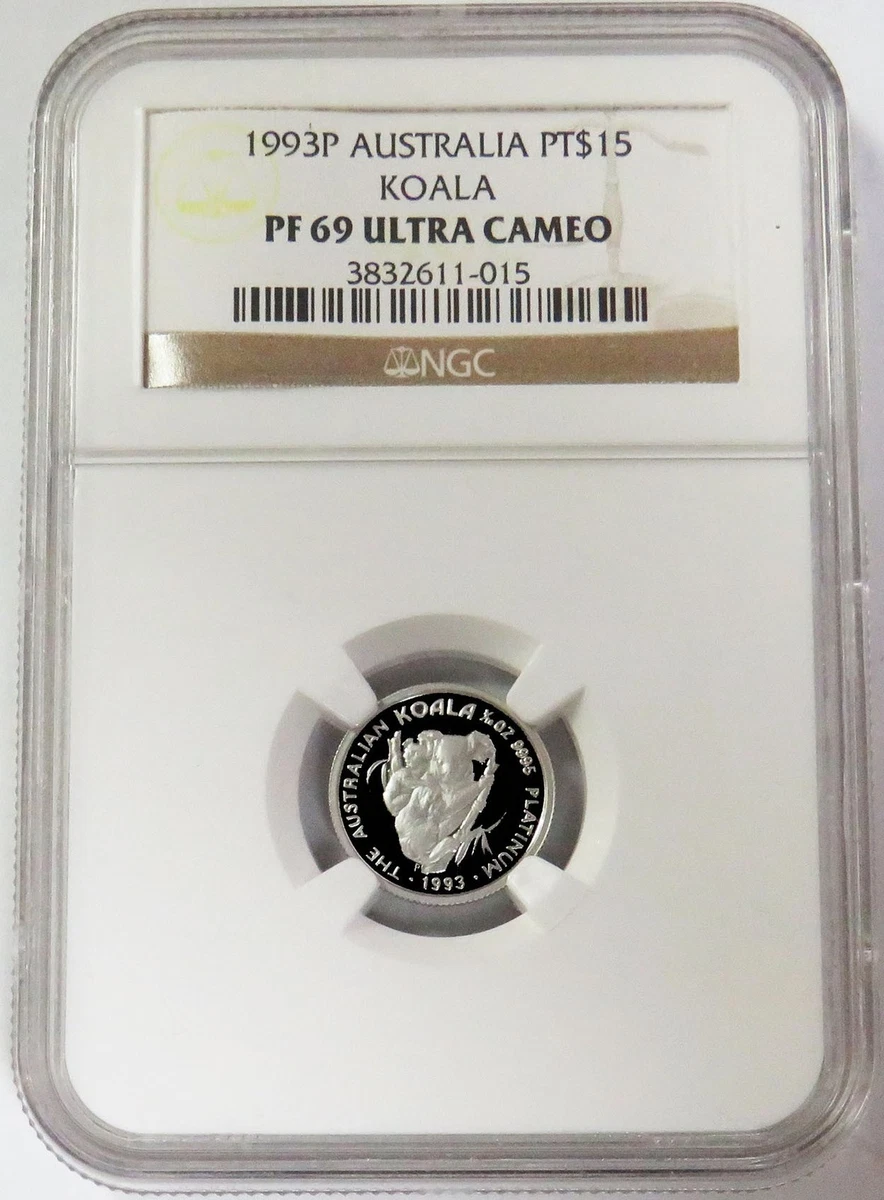 1993P AUSTRALIA PT$15
KOALA
PF 69 ULTRA CAMEO
3832611-015
NGC
THE AUSTRALIAN KOALA 1/10 OZ 9995 PLATINUM
P
· 1993 ·